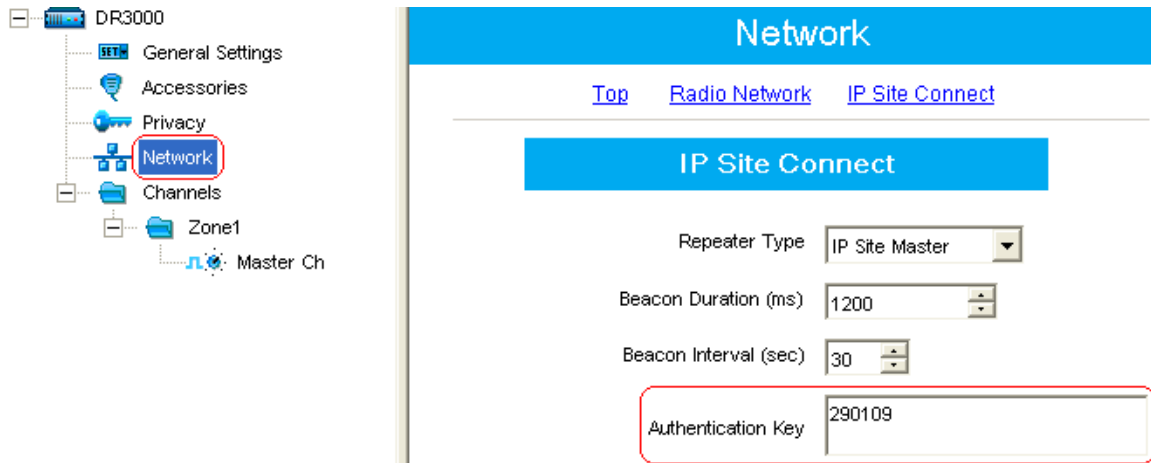 DR3000
SET General Settings
Accessories
Privacy
Network
Channels
Zone1
Master Ch
Network
Top Radio Network IP Site Connect
IP Site Connect
Repeater Type IP Site Master
Beacon Duration (ms) 1200
Beacon Interval (sec) 30
Authentication Key 290109